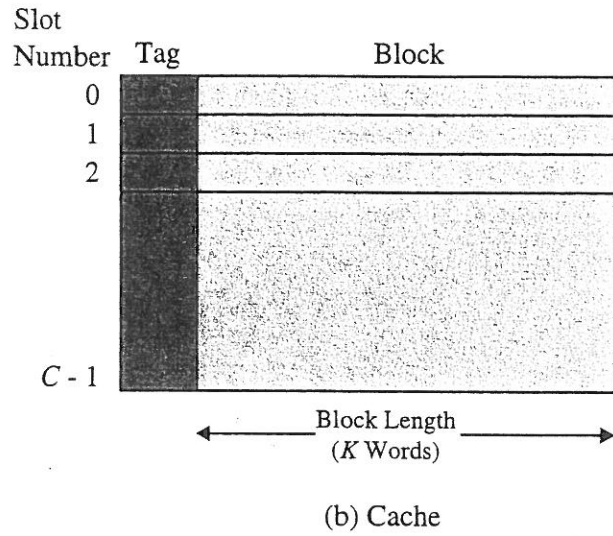 Slot
Number Tag Block
0
1
2
C - 1
Block Length
(K Words)
(b) Cache